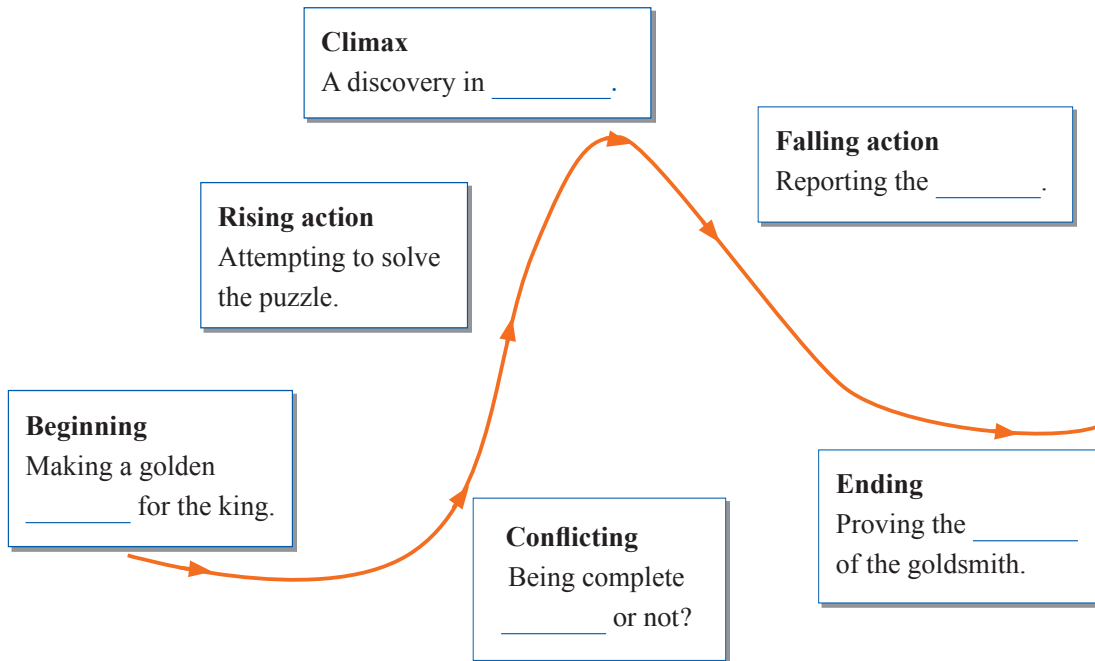 Climax
A discovery in _________.
Falling action
Reporting the ________.
Rising action
Attempting to solve
the puzzle.
Beginning
Making a golden
________ for the king.
Conflicting
Being complete
________ or not?
Ending
Proving the ________
of the goldsmith.